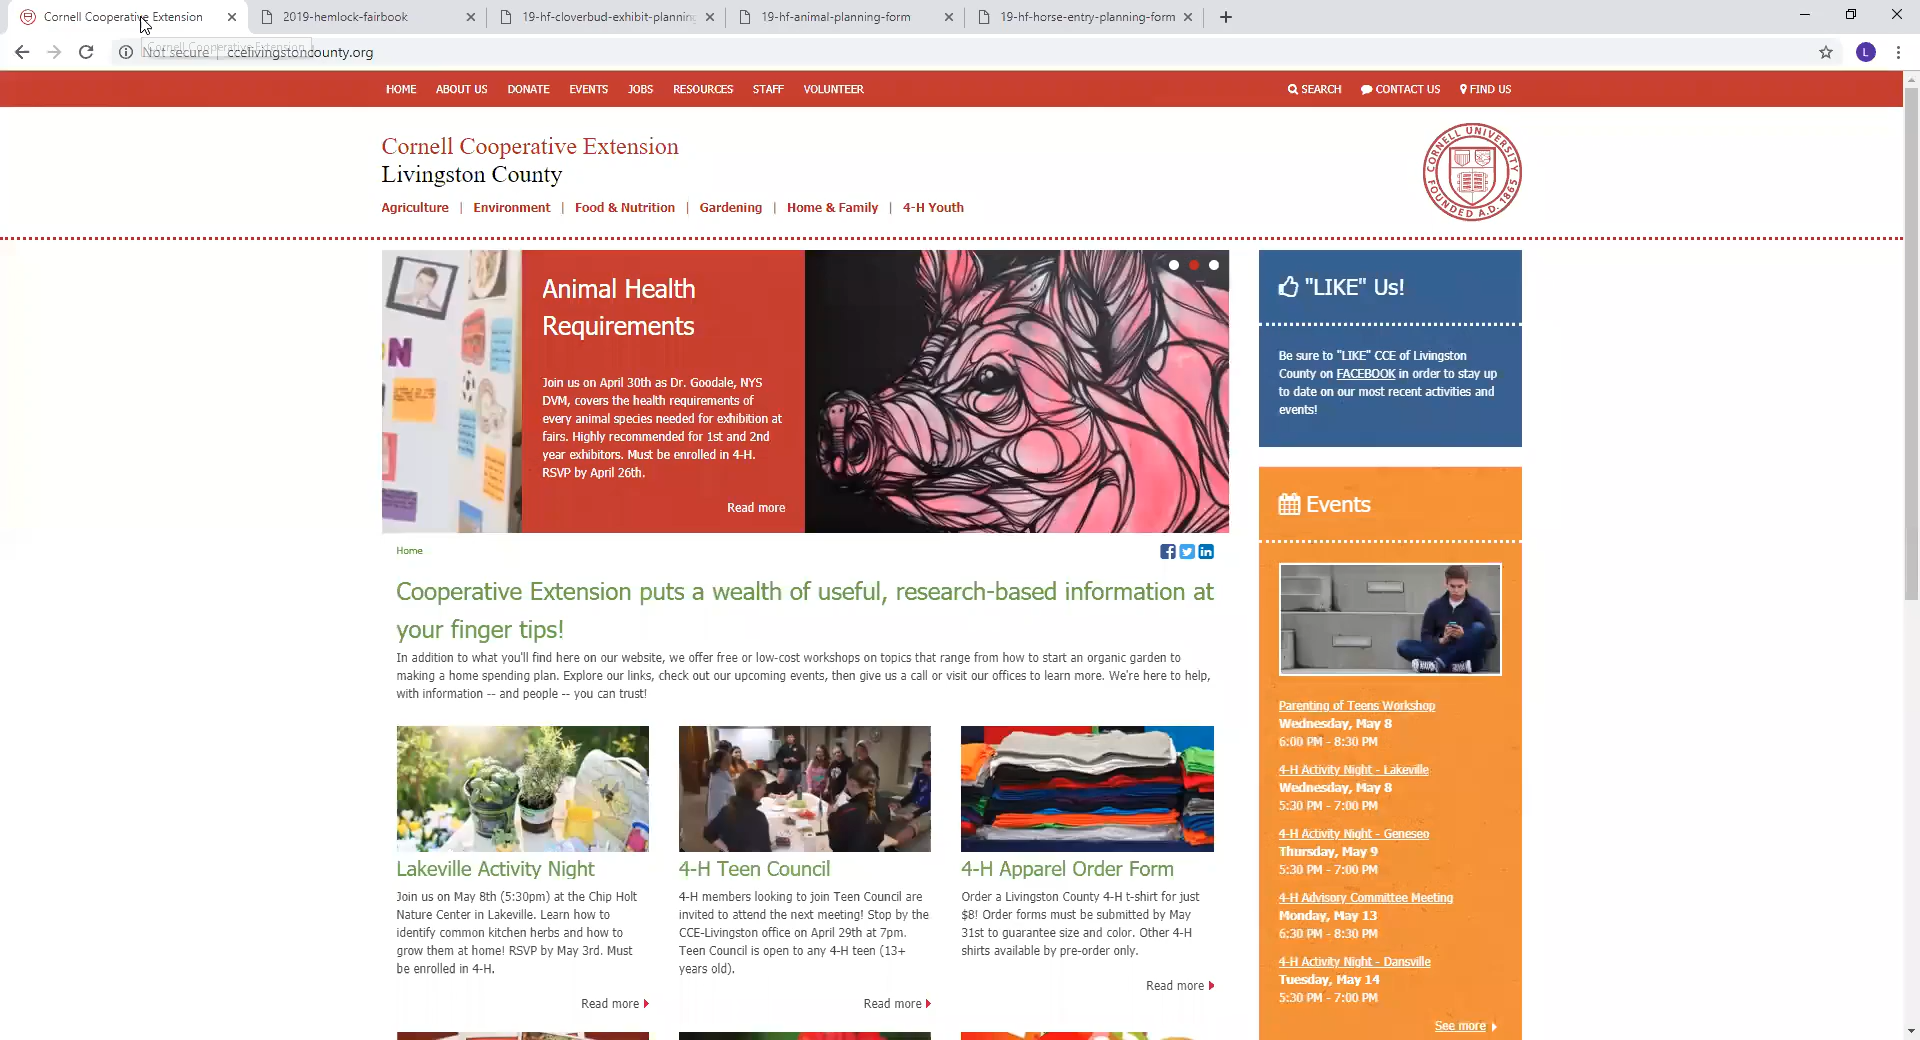 Cornell Cooperative Extension
2019-hemlock-fairbook
19-hf-cloverbud-exhibit-planning
19-hf-animal-planning-form
19-hf-horse-entry-planning-form
Cornell Cooperative Extension
Not secure
ccelivingstoncounty.org
L
HOME ABOUT US DONATE EVENTS JOBS RESOURCES STAFF VOLUNTEER SEARCH CONTACT US FIND US
Cornell Cooperative Extension
Livingston County
CORNELL UNIVERSITY
FOUNDED A.D. 1865
Agriculture | Environment | Food & Nutrition | Gardening | Home & Family | 4-H Youth
Animal Health
Requirements
Join us on April 30th as Dr. Goodale, NYS
DVM, covers the health requirements of
every animal species needed for exhibition at
fairs. Highly recommended for 1st and 2nd
year exhibitors. Must be enrolled in 4-H.
RSVP by April 26th.
Read more
Home
Cooperative Extension puts a wealth of useful, research-based information at
your finger tips!
In addition to what you'll find here on our website, we offer free or low-cost workshops on topics that range from how to start an organic garden to
making a home spending plan. Explore our links, check out our upcoming events, then give us a call or visit our offices to learn more. We're here to help,
with information -- and people -- you can trust!
Lakeville Activity Night
Join us on May 8th (5:30pm) at the Chip Holt
Nature Center in Lakeville. Learn how to
identify common kitchen herbs and how to
grow them at home! RSVP by May 3rd. Must
be enrolled in 4-H.
Read more
4-H Teen Council
4-H members looking to join Teen Council are
invited to attend the next meeting! Stop by the
CCE-Livingston office on April 29th at 7pm.
Teen Council is open to any 4-H teen (13+
years old).
Read more
4-H Apparel Order Form
Order a Livingston County 4-H t-shirt for just
$8! Order forms must be submitted by May
31st to guarantee size and color. Other 4-H
shirts available by pre-order only.
Read more
"LIKE" Us!
Be sure to "LIKE" CCE of Livingston
County on FACEBOOK in order to stay up
to date on our most recent activities and
events!
Events
Parenting of Teens Workshop
Wednesday, May 8
6:00 PM - 8:30 PM
4-H Activity Night - Lakeville
Wednesday, May 8
5:30 PM - 7:00 PM
4-H Activity Night - Geneseo
Thursday, May 9
5:30 PM - 7:00 PM
4-H Advisory Committee Meeting
Monday, May 13
6:30 PM - 8:30 PM
4-H Activity Night - Dansville
Tuesday, May 14
5:30 PM - 7:00 PM
See more